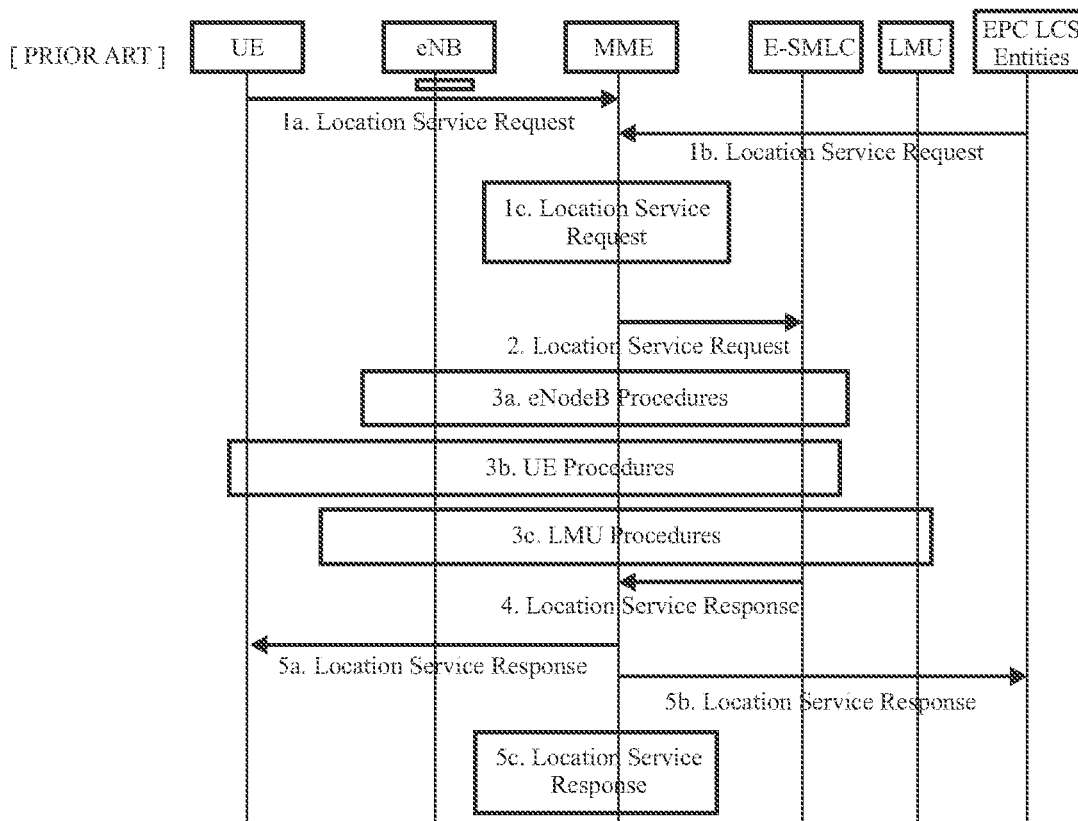 [ PRIOR ART ]
UE
eNB
MME
E-SMLC
LMU
EPC LCS
Entities
1a. Location Service Request
1b. Location Service Request
1c. Location Service
Request
2. Location Service Request
3a. eNodeB Procedures
3b. UE Procedures
3c. LMU Procedures
4. Location Service Response
5a. Location Service Response
5b. Location Service Response
5c. Location Service
Response